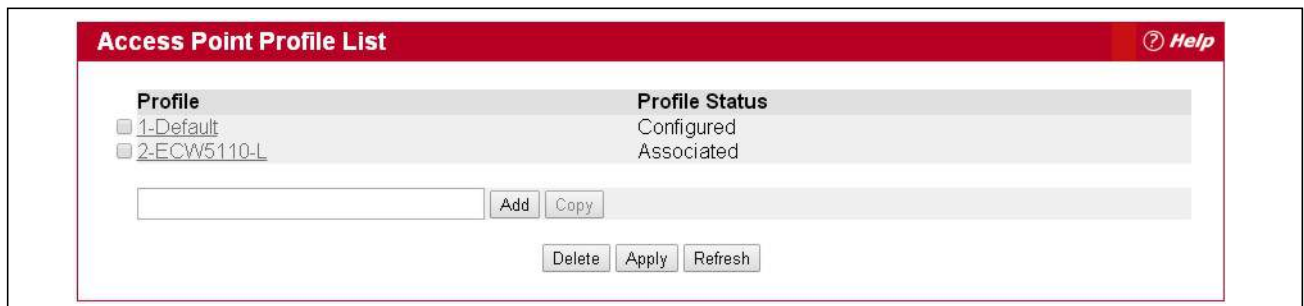 Access Point Profile List ? Help
Profile Profile Status
1-Default Configured
2-ECW5110-L Associated
Add Copy
Delete Apply Refresh